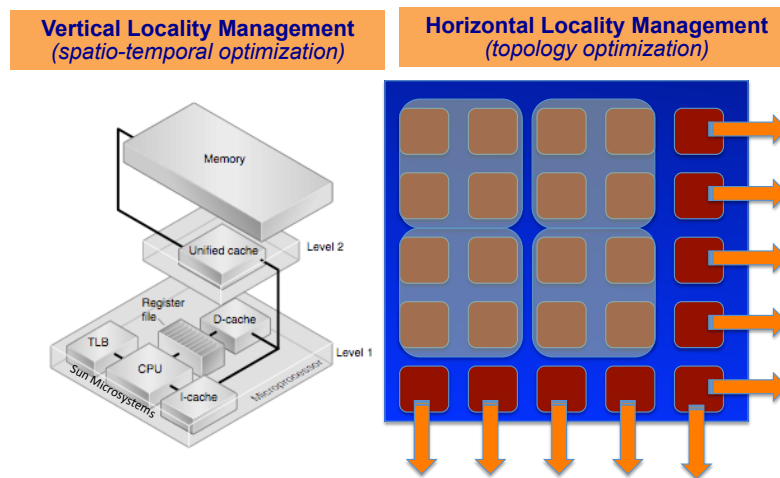 Vertical Locality Management
(spatio-temporal optimization)
Horizontal Locality Management
(topology optimization)
Memory
Unified cache
Level 2
Register
file
D-cache
TLB
CPU
Level 1
I-cache
Microprocessor
Sun Microsystems